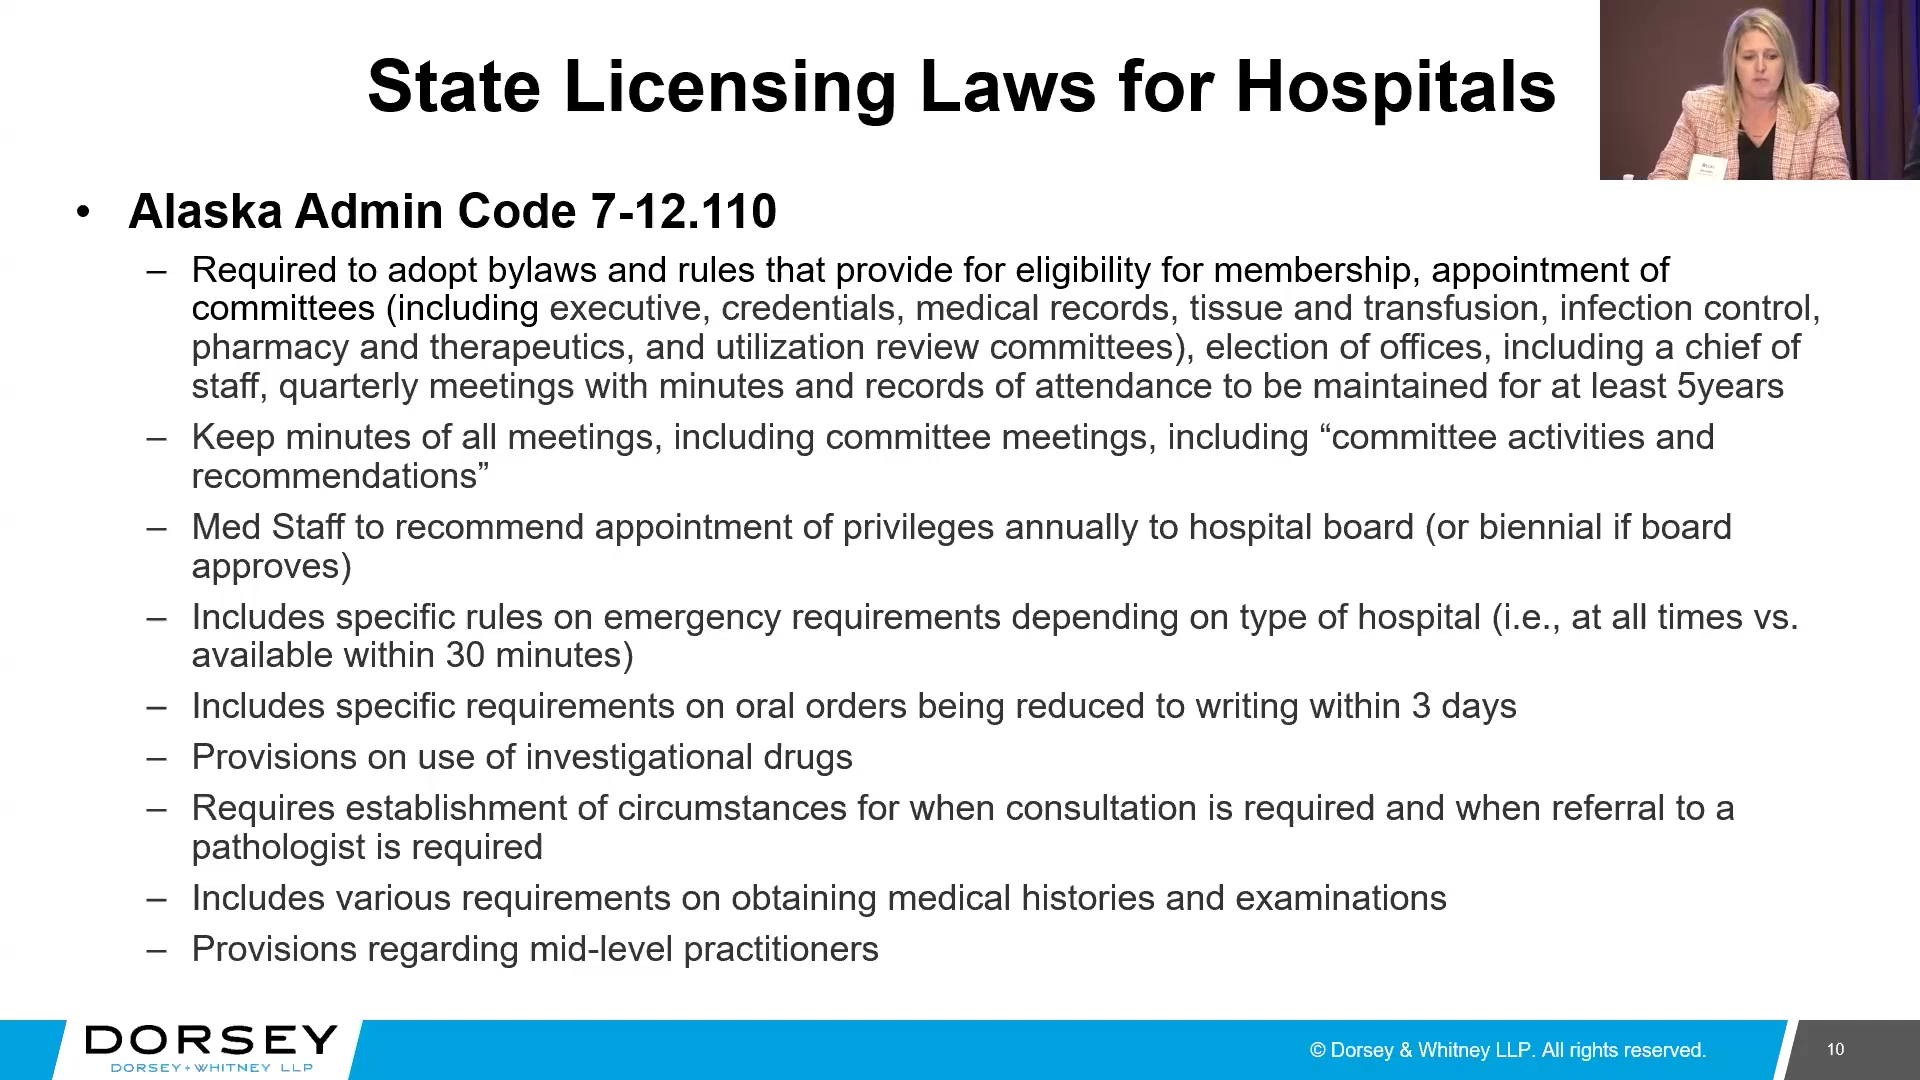 State Licensing Laws for Hospitals
• Alaska Admin Code 7-12.110
– Required to adopt bylaws and rules that provide for eligibility for membership, appointment of
committees (including executive, credentials, medical records, tissue and transfusion, infection control,
pharmacy and therapeutics, and utilization review committees), election of offices, including a chief of
staff, quarterly meetings with minutes and records of attendance to be maintained for at least 5years
– Keep minutes of all meetings, including committee meetings, including “committee activities and
recommendations”
– Med Staff to recommend appointment of privileges annually to hospital board (or biennial if board
approves)
– Includes specific rules on emergency requirements depending on type of hospital (i.e., at all times vs.
available within 30 minutes)
– Includes specific requirements on oral orders being reduced to writing within 3 days
– Provisions on use of investigational drugs
– Requires establishment of circumstances for when consultation is required and when referral to a
pathologist is required
– Includes various requirements on obtaining medical histories and examinations
– Provisions regarding mid-level practitioners
DORSEY
DORSEY + WHITNEY LLP
© Dorsey & Whitney LLP. All rights reserved.
10